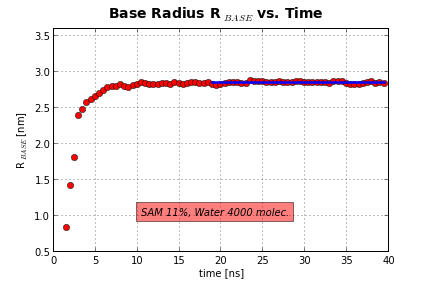 Base Radius R BASE vs. Time
3.5
3.0
2.5
2.0
1.5
1.0
0.5
R BASE [nm]
SAM 11%, Water 4000 molec.
0 5 10 15 20 25 30 35 40
time [ns]